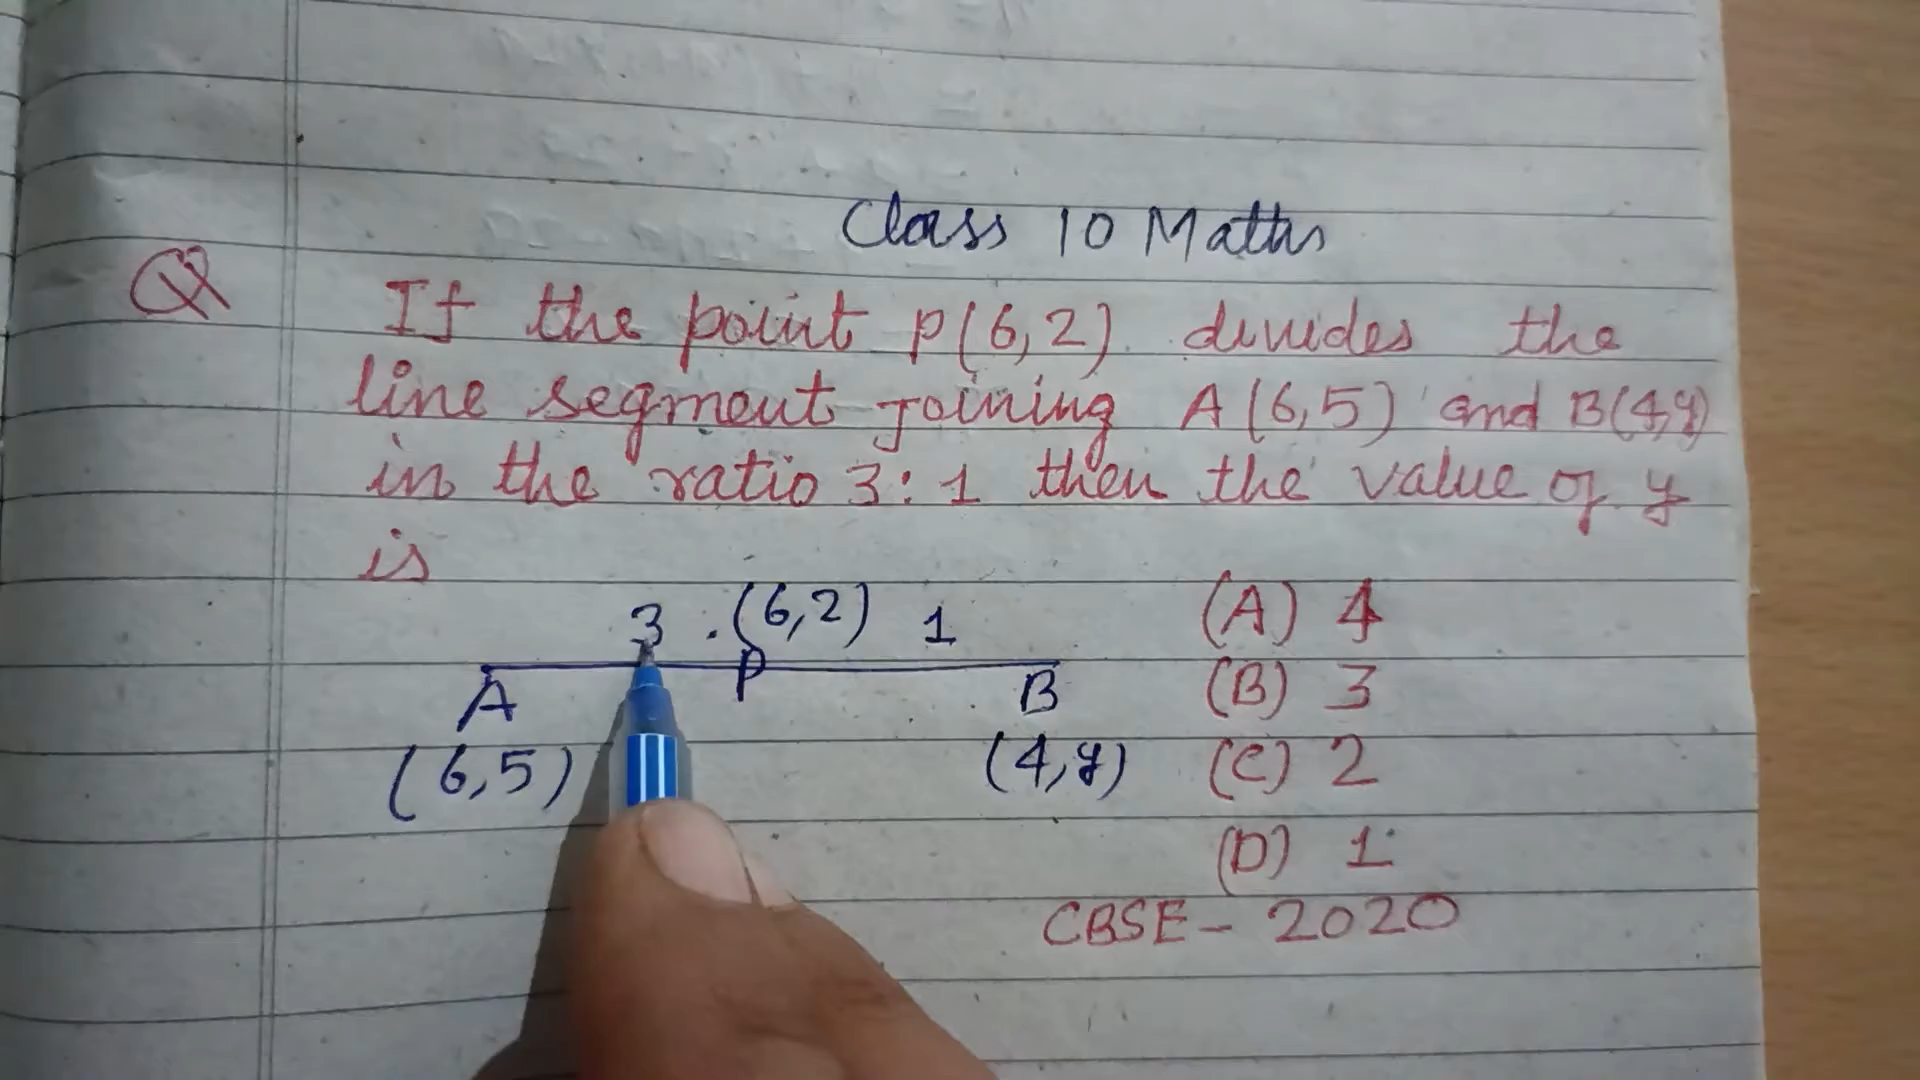 Class 10 Maths
Q If the point P(6,2) divides the
line segment joining A(6,5) and B(4,y)
in the ratio 3:1 then the value of y
is
3 (6,2) 1
A P B
(6,5) (4,y)
(A) 4
(B) 3
(C) 2
(D) 1
CBSE - 2020